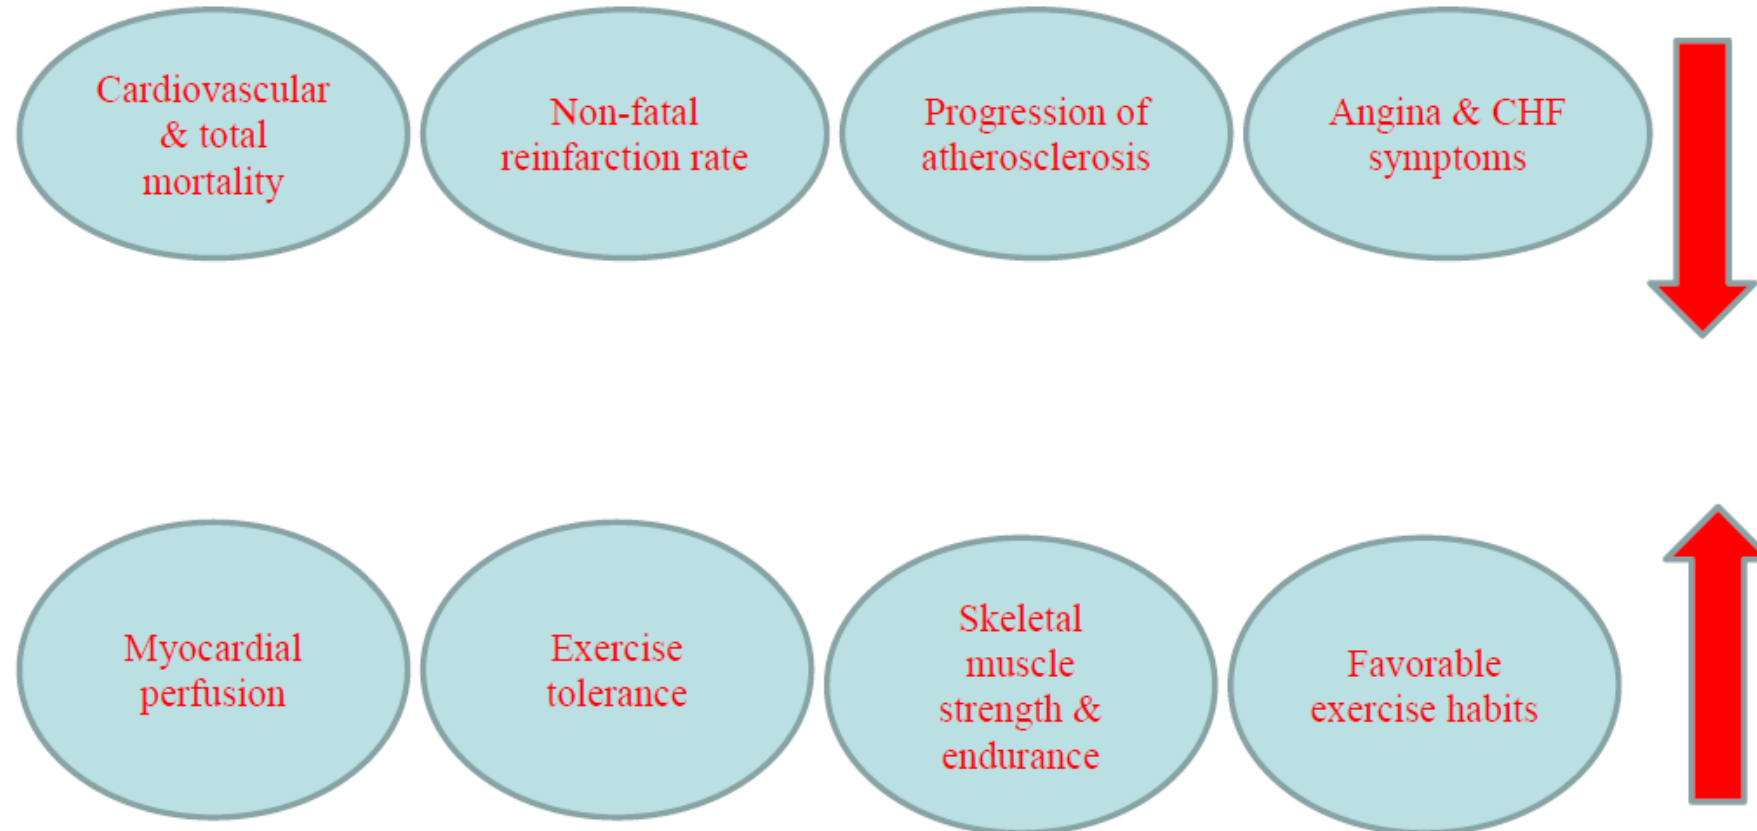 Cardiovascular
& total
mortality
Non-fatal
reinfarction rate
Progression of
atherosclerosis
Angina & CHF
symptoms
Myocardial
perfusion
Exercise
tolerance
Skeletal
muscle
strength &
endurance
Favorable
exercise habits